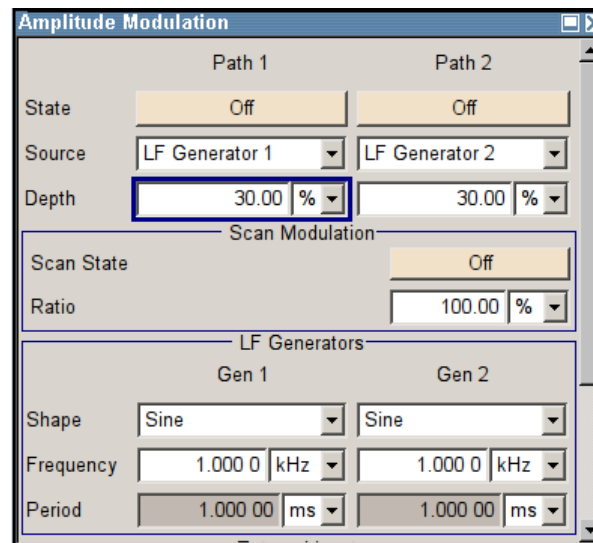 Amplitude Modulation
Path 1 Path 2
State Off Off
Source LF Generator 1 LF Generator 2
Depth 30.00 % 30.00 %
Scan Modulation
Scan State Off
Ratio 100.00 %
LF Generators
Gen 1 Gen 2
Shape Sine Sine
Frequency 1.000 0 kHz 1.000 0 kHz
Period 1.000 00 ms 1.000 00 ms